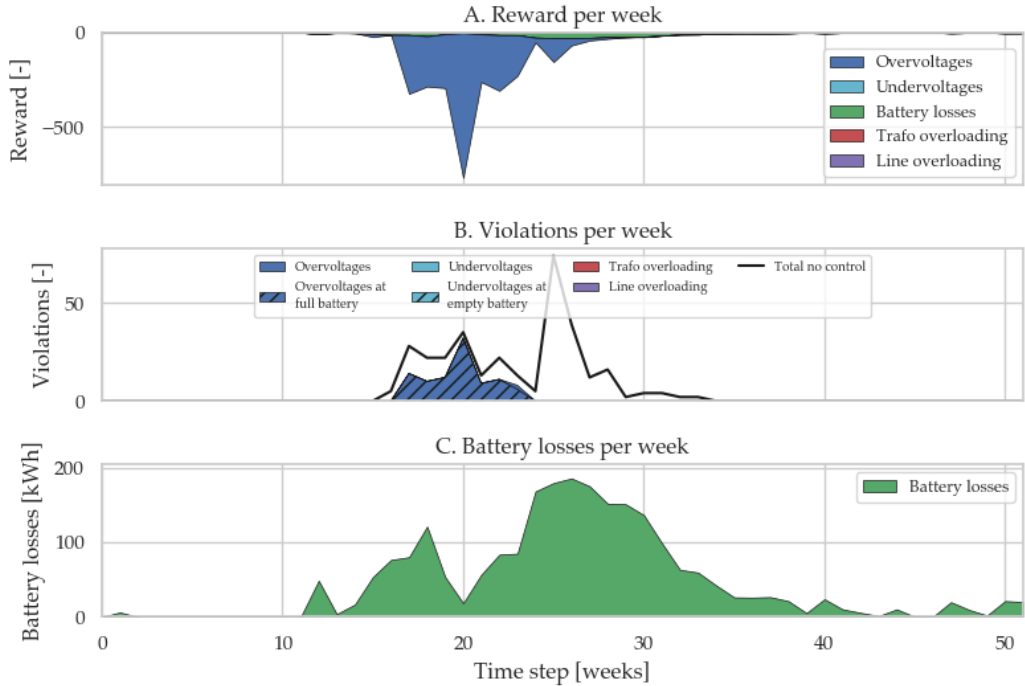 A. Reward per week
Reward [-]
0
−500
Overvoltages
Undervoltages
Battery losses
Trafo overloading
Line overloading
B. Violations per week
Violations [-]
50
0
Overvoltages
Overvoltages at
full battery
Undervoltages
Undervoltages at
empty battery
Trafo overloading
Line overloading
Total no control
C. Battery losses per week
Battery losses [kWh]
200
100
0
Battery losses
0 10 20 30 40 50
Time step [weeks]